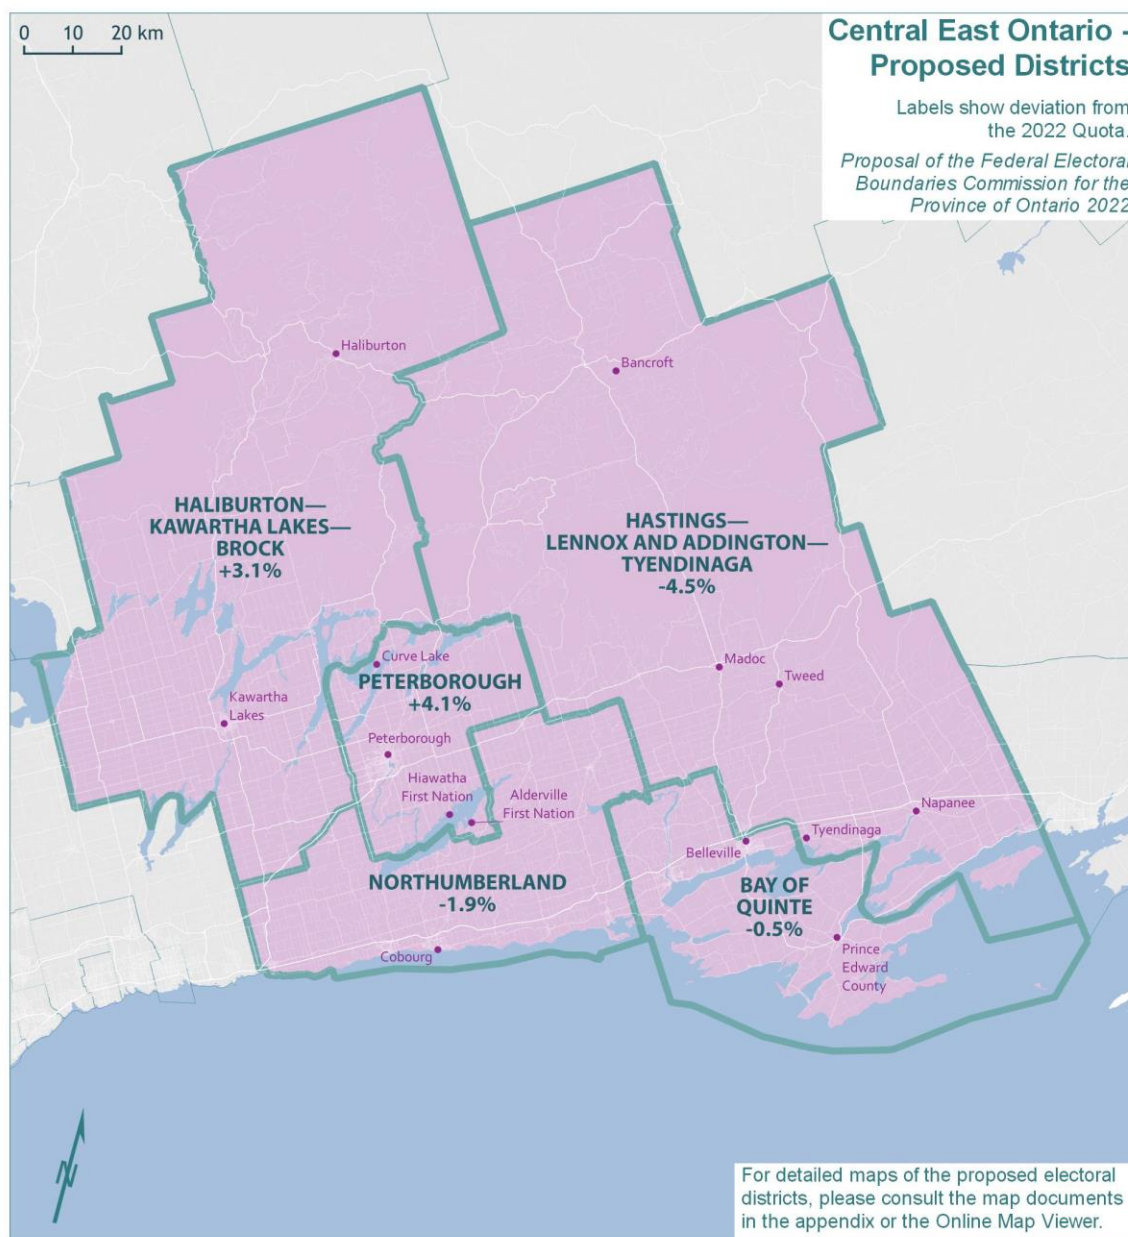 0 10 20 km
Central East Ontario -
Proposed Districts
Labels show deviation from
the 2022 Quota.
Proposal of the Federal Electoral
Boundaries Commission for the
Province of Ontario 2022
Haliburton
Bancroft
HALIBURTON—
KAWARTHA LAKES—
BROCK
+3.1%
HASTINGS—
LENNOX AND ADDINGTON—
TYENDINAGA
-4.5%
Curve Lake
PETERBOROUGH
+4.1%
Madoc
Tweed
Kawartha
Lakes
Peterborough
Hiawatha
First Nation
Alderville
First Nation
Napanee
Tyendinaga
Belleville
NORTHUMBERLAND
-1.9%
BAY OF
QUINTE
-0.5%
Cobourg
Prince
Edward
County
N
For detailed maps of the proposed electoral
districts, please consult the map documents
in the appendix or the Online Map Viewer.